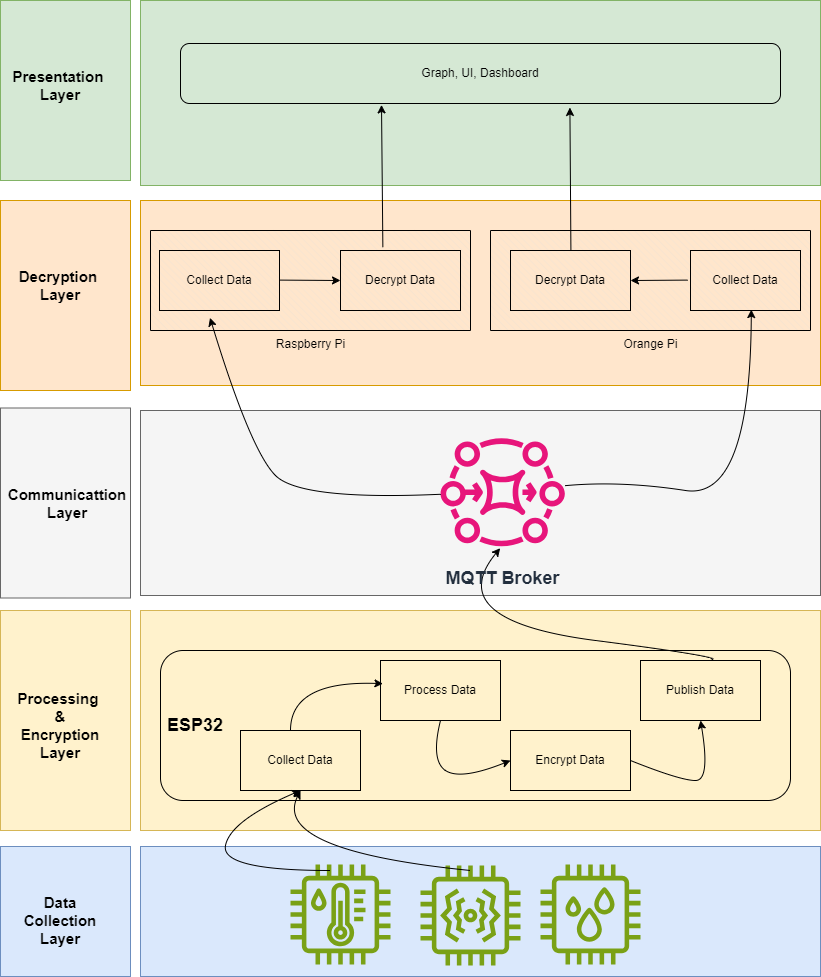 Presentation
Layer
Graph, UI, Dashboard
Decryption
Layer
Collect Data
Decrypt Data
Decrypt Data
Collect Data
Raspberry Pi
Orange Pi
Communicattion
Layer
MQTT Broker
Processing
&
Encryption
Layer
ESP32
Process Data
Publish Data
Collect Data
Encrypt Data
Data
Collection
Layer